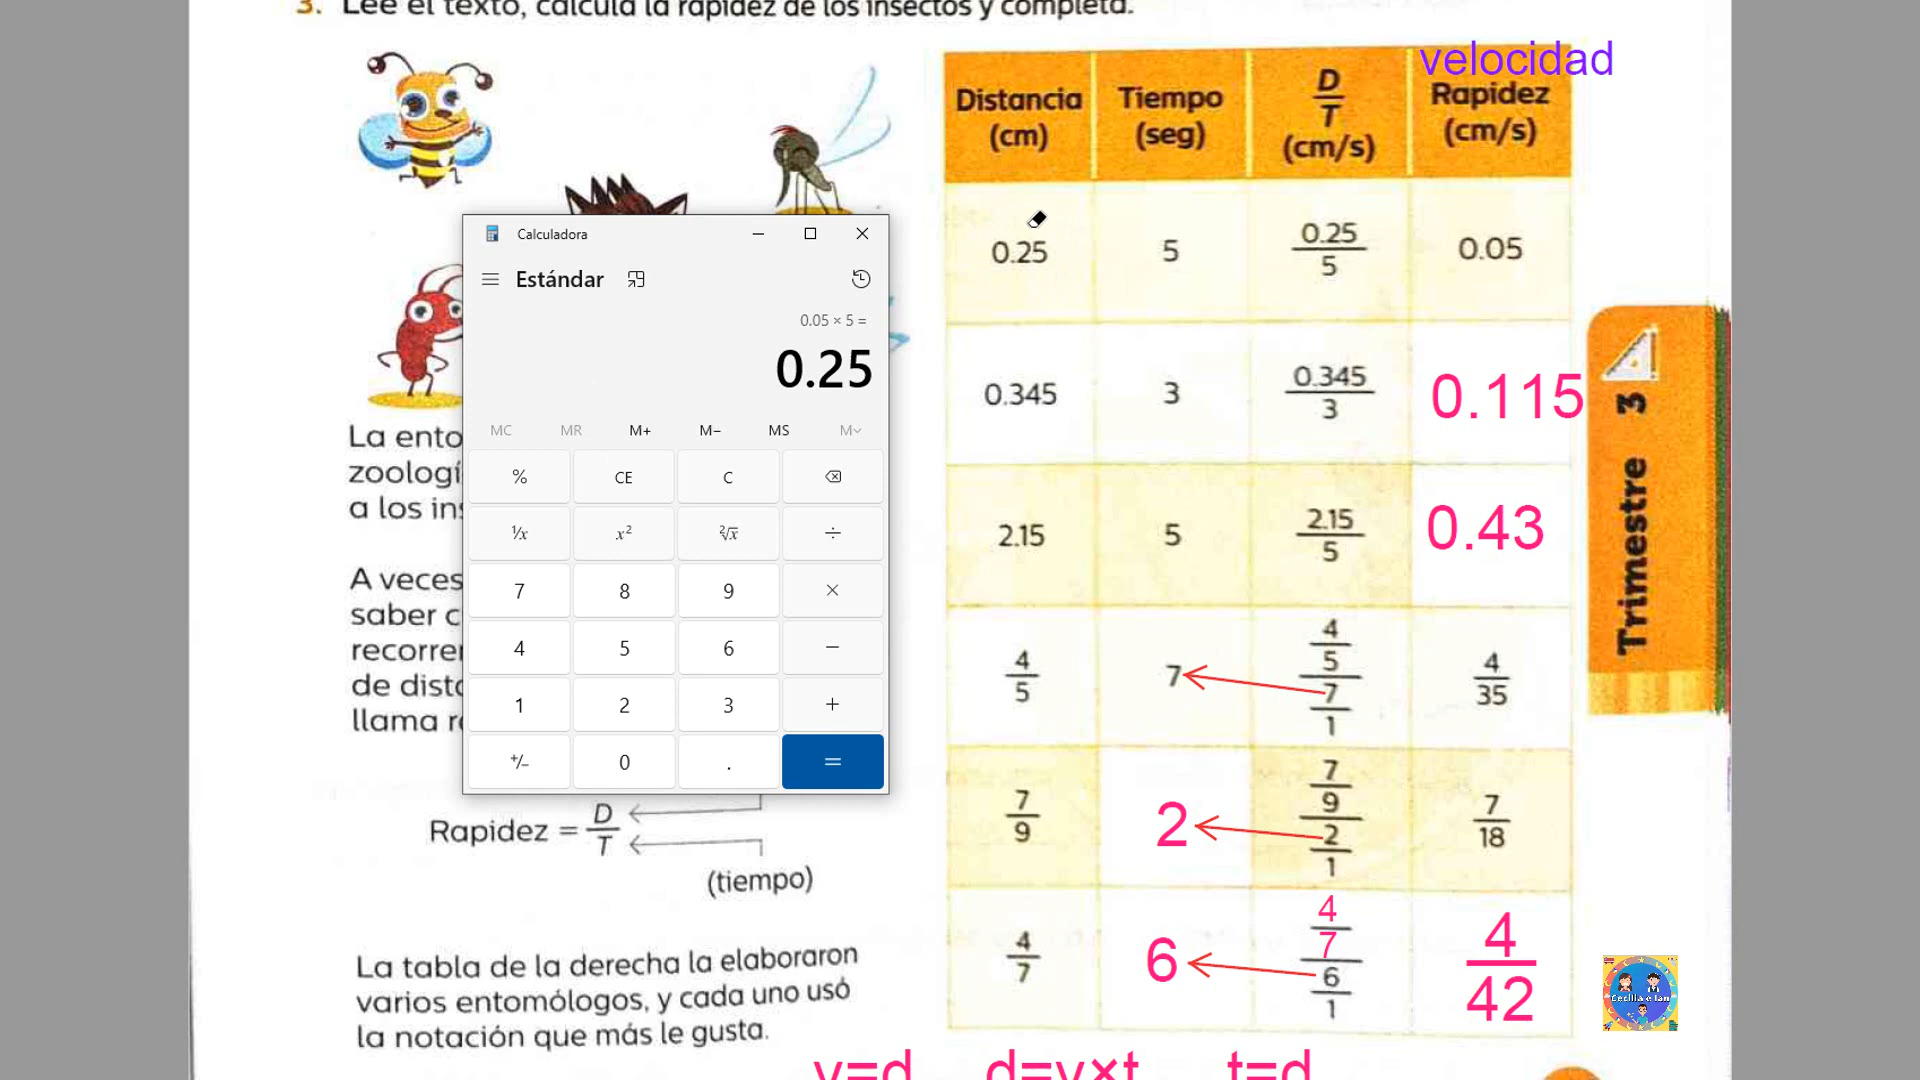 3. Lee el texto, calcula la rapidez de los insectos y completa.
velocidad
Distancia (cm)
Tiempo (seg)
D/T (cm/s)
Rapidez (cm/s)
0.25 5 0.25/5 0.05
0.345 3 0.345/3 0.115
2.15 5 2.15/5 0.43
4/5 7 4/5 / 7/1 4/35
7/9 2 7/9 / 2/1 7/18
4/7 6 4/7 / 6/1 4/42
Trimestre 3
Calculadora
Estándar
0.05 × 5 =
0.25
MC MR M+ M− MS M
% CE C
1/x x² ²√x ÷
7 8 9 ×
4 5 6 −
1 2 3 +
+/− 0 . =
La
zoologí
a los
A veces
saber
de
llama
Rapidez = D/T
(tiempo)
La tabla de la derecha la elaboraron
varios entomólogos, y cada uno usó
la notación que más le gusta.
v=d d=v×t t=d
Cecilia e Ian